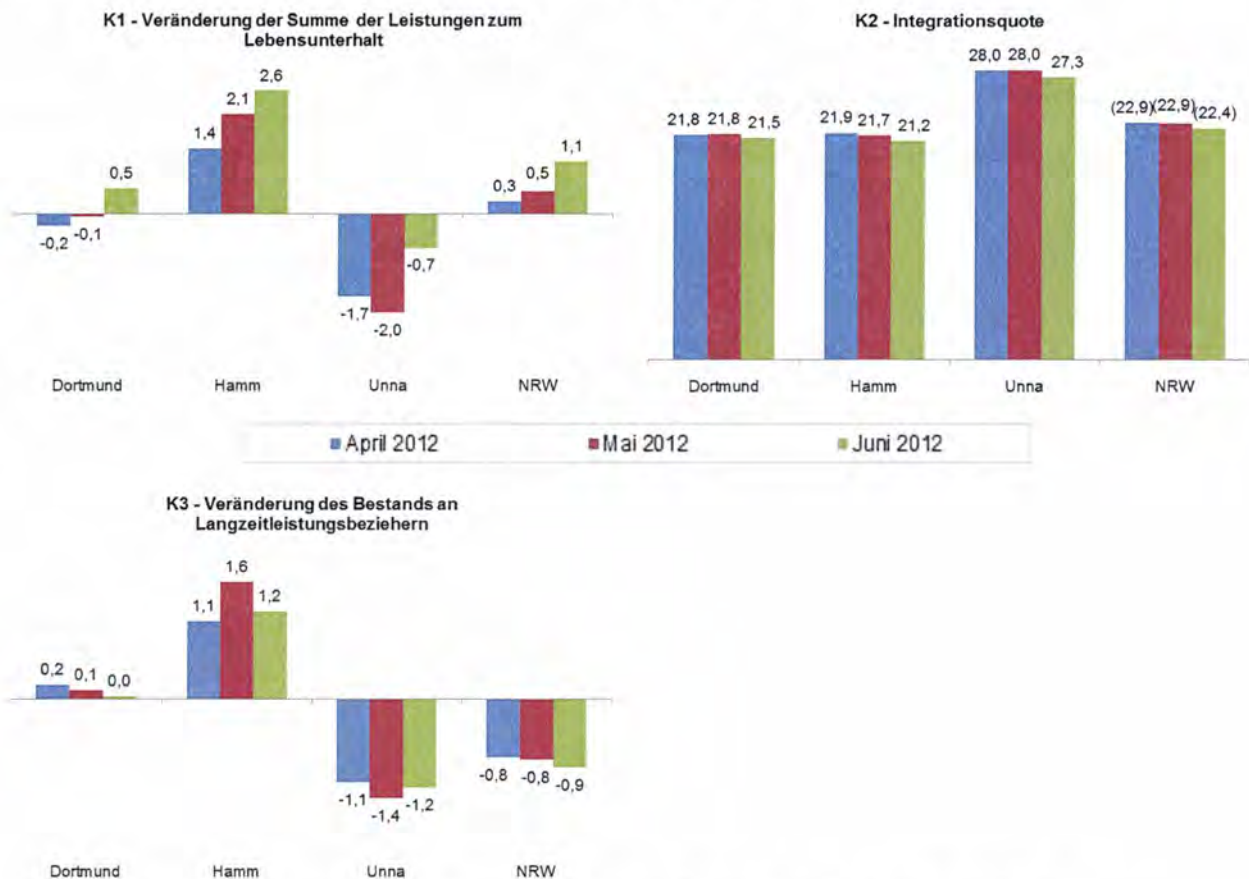 K1 - Veränderung der Summe der Leistungen zum
Lebensunterhalt
2,6
2,1
1,4
1,1
0,5
0,5
0,3
-0,2
-0,1
-0,7
-1,7
-2,0
Dortmund
Hamm
Unna
NRW
K2 - Integrationsquote
28,0
28,0
27,3
21,8
21,8
21,5
21,9
21,7
21,2
(22,9)
(22,9)
(22,4)
Dortmund
Hamm
Unna
NRW
April 2012
Mai 2012
Juni 2012
K3 - Veränderung des Bestands an
Langzeitleistungsbeziehern
1,6
1,1
1,2
0,2
0,1
0,0
-1,1
-1,4
-1,2
-0,8
-0,8
-0,9
Dortmund
Hamm
Unna
NRW